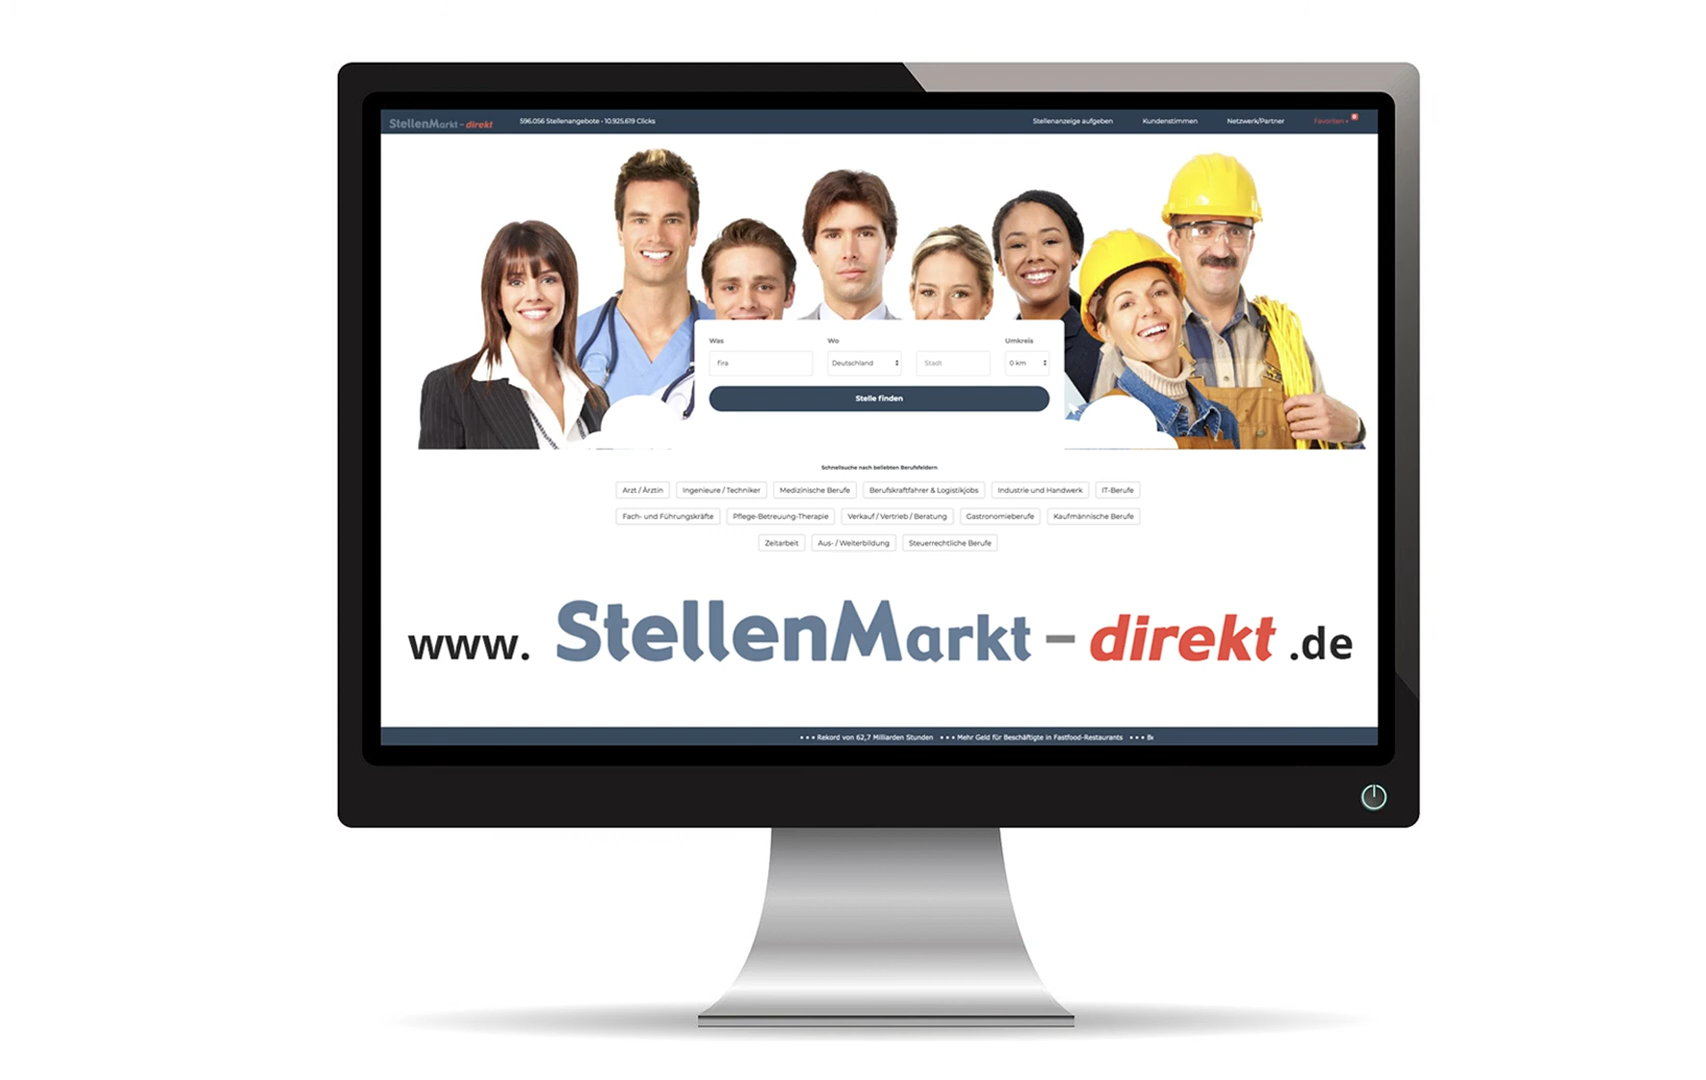 StellenMarkt - direkt 596.056 Stellenangebote - 10.925.619 Clicks Stellenanzeige aufgeben Kundenstimmen Netzwerk/Partner Favoriten
Was Wo Umkreis
fira Deutschland Stadt 0 km
Stelle finden
Schnellsuche nach beliebten Berufsfeldern
Arzt / Ärztin Ingenieure / Techniker Medizinische Berufe Berufskraftfahrer & Logistikjobs Industrie und Handwerk IT-Berufe
Fach- und Führungskräfte Pflege-Betreuung-Therapie Verkauf / Vertrieb / Beratung Gastronomieberufe Kaufmännische Berufe
Zeitarbeit Aus- / Weiterbildung Steuerrechtliche Berufe
www. StellenMarkt - direkt .de
• • • Rekord von 62,7 Milliarden Stunden • • • Mehr Geld für Beschäftigte in Fastfood-Restaurants • • •